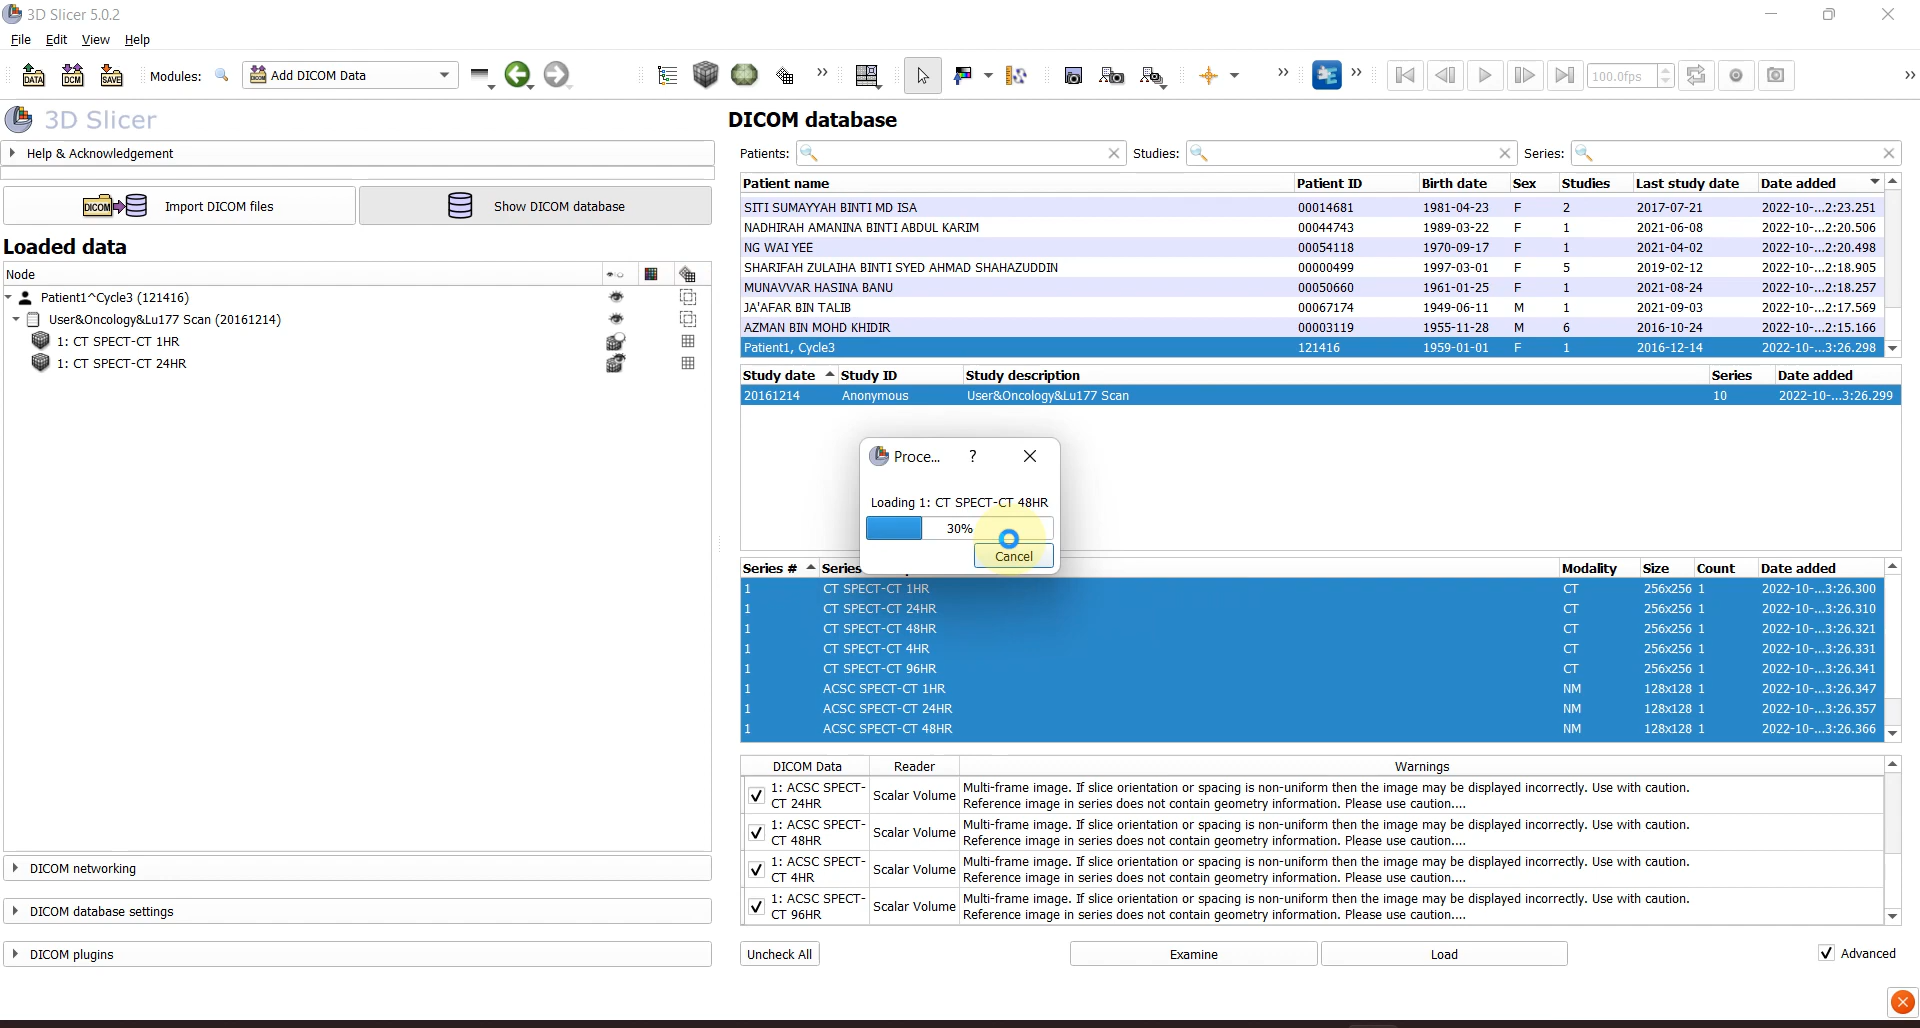 3D Slicer 5.0.2
File Edit View Help
DATA DCM SAVE Modules: DICOM Add DICOM Data 100.0fps
3D Slicer
Help & Acknowledgement
DICOM Import DICOM files Show DICOM database
Loaded data
Node
Patient1^Cycle3 (121416)
User&Oncology&Lu177 Scan (20161214)
1: CT SPECT-CT 1HR
1: CT SPECT-CT 24HR
DICOM networking
DICOM database settings
DICOM plugins
DICOM database
Patients: Studies: Series:
Patient name Patient ID Birth date Sex Studies Last study date Date added
SITI SUMAYYAH BINTI MD ISA 00014681 1981-04-23 F 2 2017-07-21 2022-10-...2:23.251
NADHIRAH AMANINA BINTI ABDUL KARIM 00044743 1989-03-22 F 1 2021-06-08 2022-10-...2:20.506
NG WAI YEE 00054118 1970-09-17 F 1 2021-04-02 2022-10-...2:20.498
SHARIFAH ZULAIHA BINTI SYED AHMAD SHAHAZUDDIN 00000499 1997-03-01 F 5 2019-02-12 2022-10-...2:18.905
MUNAVVAR HASINA BANU 00050660 1961-01-25 F 1 2021-08-24 2022-10-...2:18.257
JA'AFAR BIN TALIB 00067174 1949-06-11 M 1 2021-09-03 2022-10-...2:17.569
AZMAN BIN MOHD KHIDIR 00003119 1955-11-28 M 6 2016-10-24 2022-10-...2:15.166
Patient1, Cycle3 121416 1959-01-01 F 1 2016-12-14 2022-10-...3:26.298
Study date Study ID Study description Series Date added
20161214 Anonymous User&Oncology&Lu177 Scan 10 2022-10-...3:26.299
Proce... ?
Loading 1: CT SPECT-CT 48HR
30%
Cancel
Series # Series Modality Size Count Date added
1 CT SPECT-CT 1HR CT 256x256 1 2022-10-...3:26.300
1 CT SPECT-CT 24HR CT 256x256 1 2022-10-...3:26.310
1 CT SPECT-CT 48HR CT 256x256 1 2022-10-...3:26.321
1 CT SPECT-CT 4HR CT 256x256 1 2022-10-...3:26.331
1 CT SPECT-CT 96HR CT 256x256 1 2022-10-...3:26.341
1 ACSC SPECT-CT 1HR NM 128x128 1 2022-10-...3:26.347
1 ACSC SPECT-CT 24HR NM 128x128 1 2022-10-...3:26.357
1 ACSC SPECT-CT 48HR NM 128x128 1 2022-10-...3:26.366
DICOM Data Reader Warnings
1: ACSC SPECT- Scalar Volume Multi-frame image. If slice orientation or spacing is non-uniform then the image may be displayed incorrectly. Use with caution.
CT 24HR Reference image in series does not contain geometry information. Please use caution....
1: ACSC SPECT- Scalar Volume Multi-frame image. If slice orientation or spacing is non-uniform then the image may be displayed incorrectly. Use with caution.
CT 48HR Reference image in series does not contain geometry information. Please use caution....
1: ACSC SPECT- Scalar Volume Multi-frame image. If slice orientation or spacing is non-uniform then the image may be displayed incorrectly. Use with caution.
CT 4HR Reference image in series does not contain geometry information. Please use caution....
1: ACSC SPECT- Scalar Volume Multi-frame image. If slice orientation or spacing is non-uniform then the image may be displayed incorrectly. Use with caution.
CT 96HR Reference image in series does not contain geometry information. Please use caution....
Uncheck All Examine Load Advanced